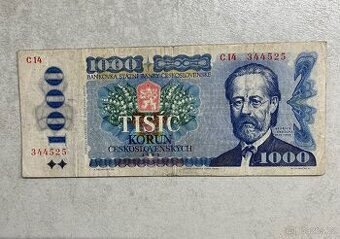 C14
1000
C14 344525
BANKOVKA STÁTNÍ BANKY ČESKOSLOVENSKÉ
1000
TISÍC
KORUN
ČESKOSLOVENSKÝCH
344525
1000